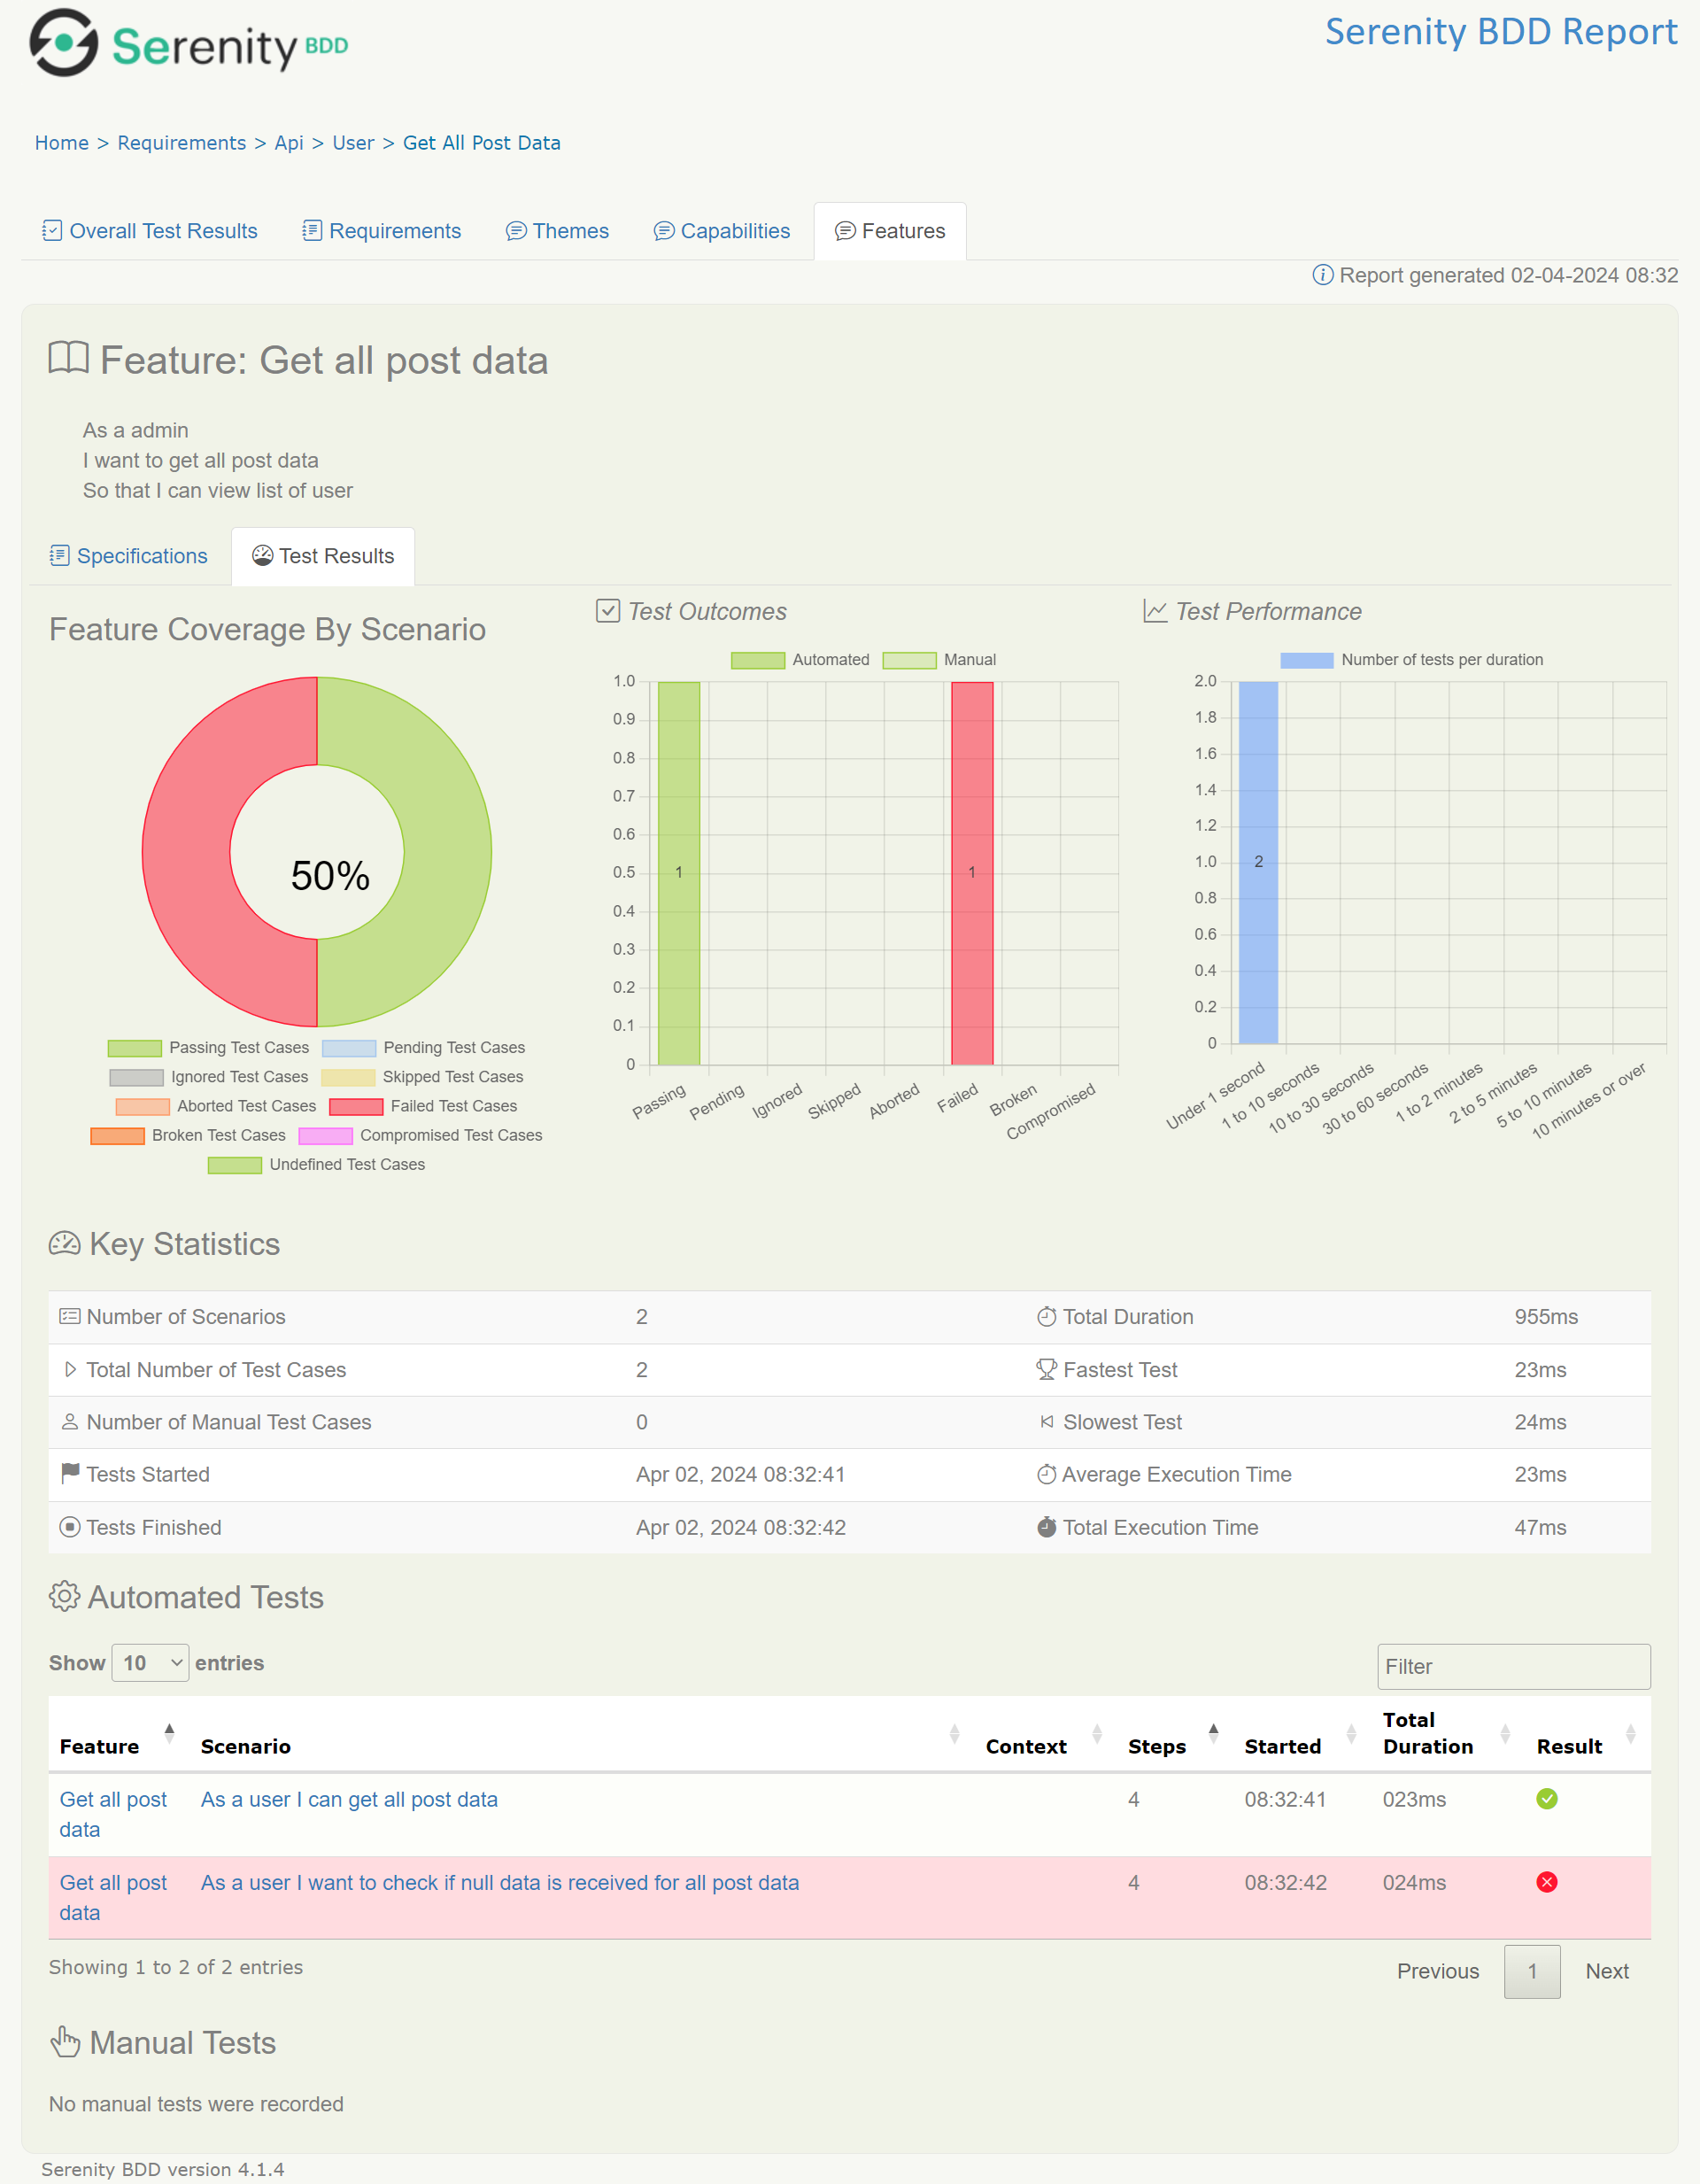 Serenity BDD
Serenity BDD Report
Home > Requirements > Api > User > Get All Post Data
Overall Test Results
Requirements
Themes
Capabilities
Features
Report generated 02-04-2024 08:32
Feature: Get all post data
As a admin
I want to get all post data
So that I can view list of user
Specifications
Test Results
Feature Coverage By Scenario
50%
Passing Test Cases
Pending Test Cases
Ignored Test Cases
Skipped Test Cases
Aborted Test Cases
Failed Test Cases
Broken Test Cases
Compromised Test Cases
Undefined Test Cases
Test Outcomes
Automated
Manual
1.0
0.9
0.8
0.7
0.6
0.5
0.4
0.3
0.2
0.1
0
1
1
Passing
Pending
Ignored
Skipped
Aborted
Failed
Broken
Compromised
Test Performance
Number of tests per duration
2.0
1.8
1.6
1.4
1.2
1.0
0.8
0.6
0.4
0.2
0
2
Under 1 second
1 to 10 seconds
10 to 30 seconds
30 to 60 seconds
1 to 2 minutes
2 to 5 minutes
5 to 10 minutes
10 minutes or over
Key Statistics
Number of Scenarios 2 Total Duration 955ms
Total Number of Test Cases 2 Fastest Test 23ms
Number of Manual Test Cases 0 Slowest Test 24ms
Tests Started Apr 02, 2024 08:32:41 Average Execution Time 23ms
Tests Finished Apr 02, 2024 08:32:42 Total Execution Time 47ms
Automated Tests
Show 10 entries
Filter
Feature Scenario Context Steps Started Total Duration Result
Get all post data As a user I can get all post data 4 08:32:41 023ms
Get all post data As a user I want to check if null data is received for all post data 4 08:32:42 024ms
Showing 1 to 2 of 2 entries
Previous 1 Next
Manual Tests
No manual tests were recorded
Serenity BDD version 4.1.4